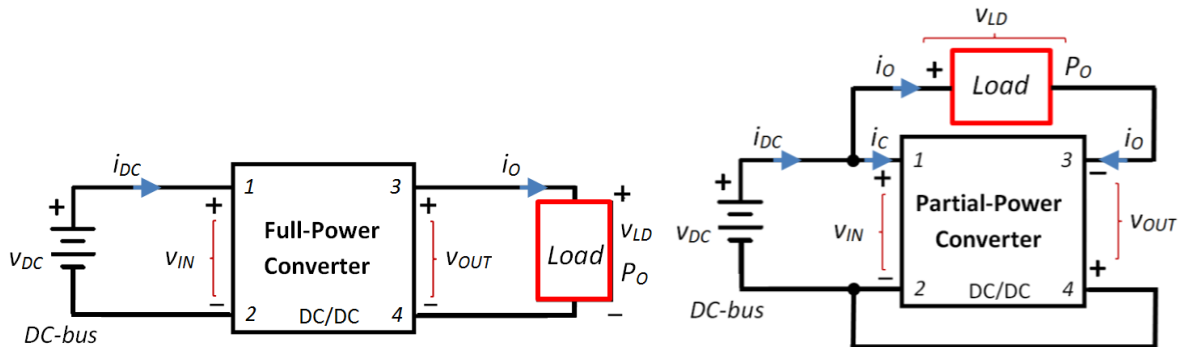 i_DC
1
3
i_O
+
+
+
+
v_DC
v_IN
Full-Power
Converter
v_OUT
Load
v_LD
P_O
−
−
−
2
DC/DC
4
DC-bus
v_LD
i_O
+
Load
P_O
i_DC
i_C
1
3
i_O
+
+
−
v_DC
v_IN
Partial-Power
Converter
v_OUT
−
+
2
DC/DC
4
DC-bus